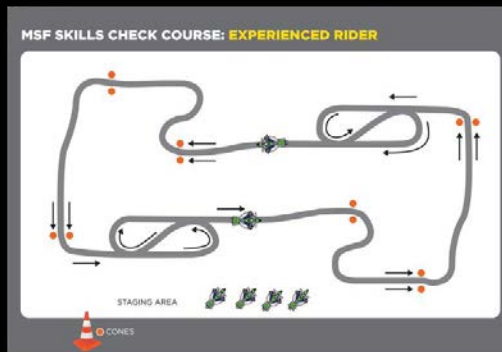 MSF SKILLS CHECK COURSE: EXPERIENCED RIDER
STAGING AREA
CONES